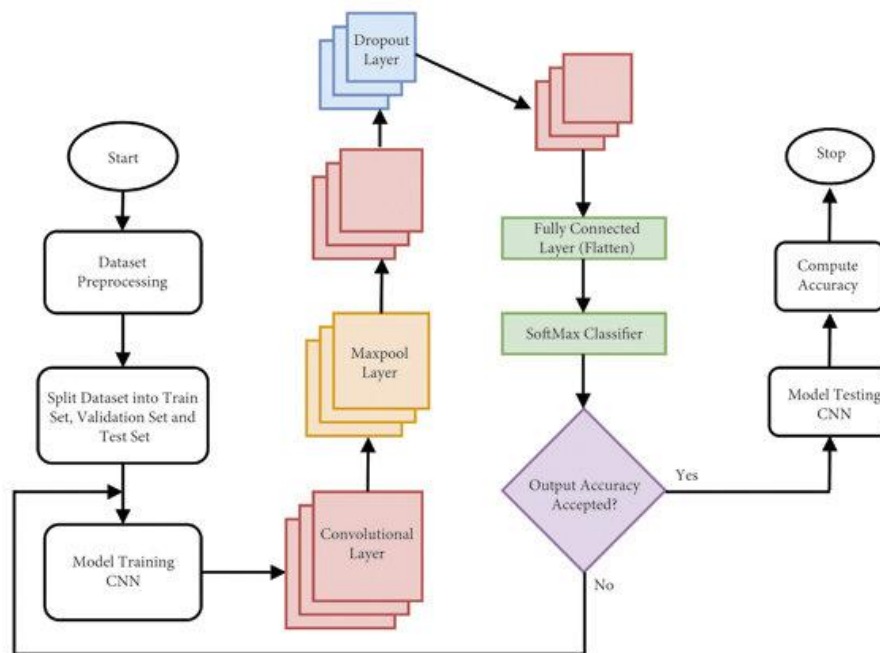 Start
Dataset
Preprocessing
Split Dataset into Train
Set, Validation Set and
Test Set
Model Training
CNN
Convolutional
Layer
Maxpool
Layer
Dropout
Layer
Fully Connected
Layer (Flatten)
SoftMax Classifier
Output Accuracy
Accepted?
Yes
No
Model Testing
CNN
Compute
Accuracy
Stop